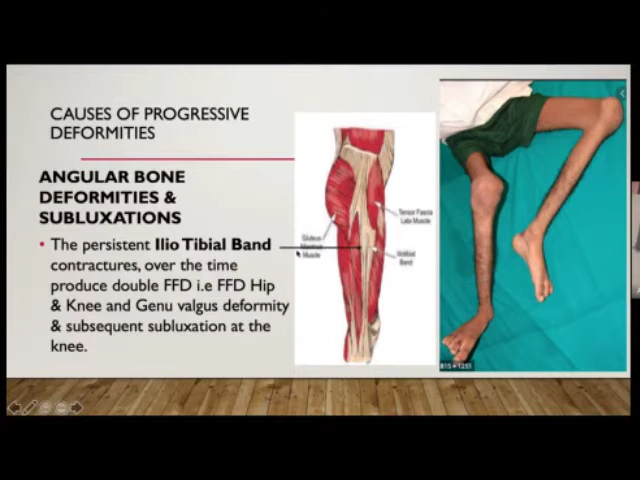 CAUSES OF PROGRESSIVE
DEFORMITIES
ANGULAR BONE
DEFORMITIES &
SUBLUXATIONS
• The persistent Ilio Tibial Band
contractures, over the time
produce double FFD i.e FFD Hip
& Knee and Genu valgus deformity
& subsequent subluxation at the
knee.
Tensor Fascia
Lata Muscle
Gluteus
Maximus
Muscle
Iliotibial
Band
815 × 1251